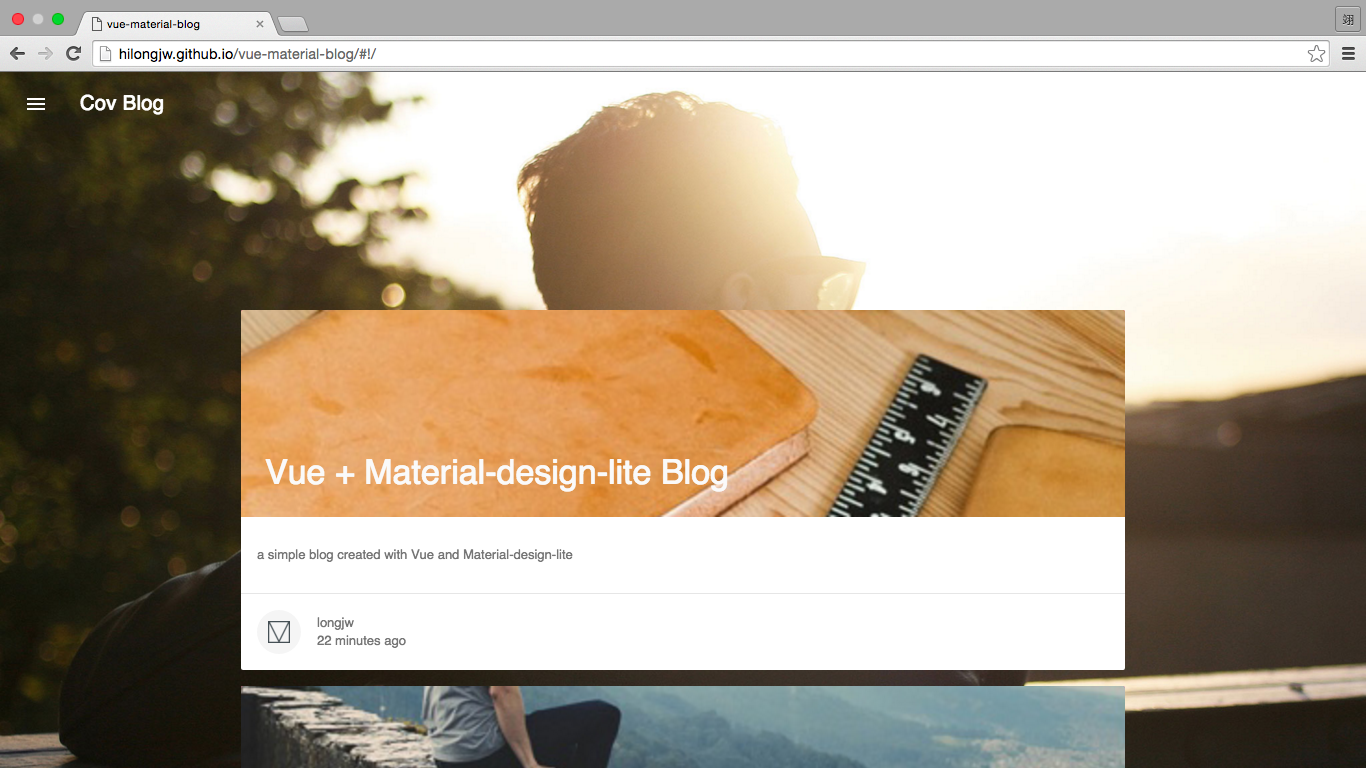 vue-material-blog
翊
hilongjw.github.io/vue-material-blog/#!/
Cov Blog
Vue + Material-design-lite Blog
a simple blog created with Vue and Material-design-lite
longjw
22 minutes ago